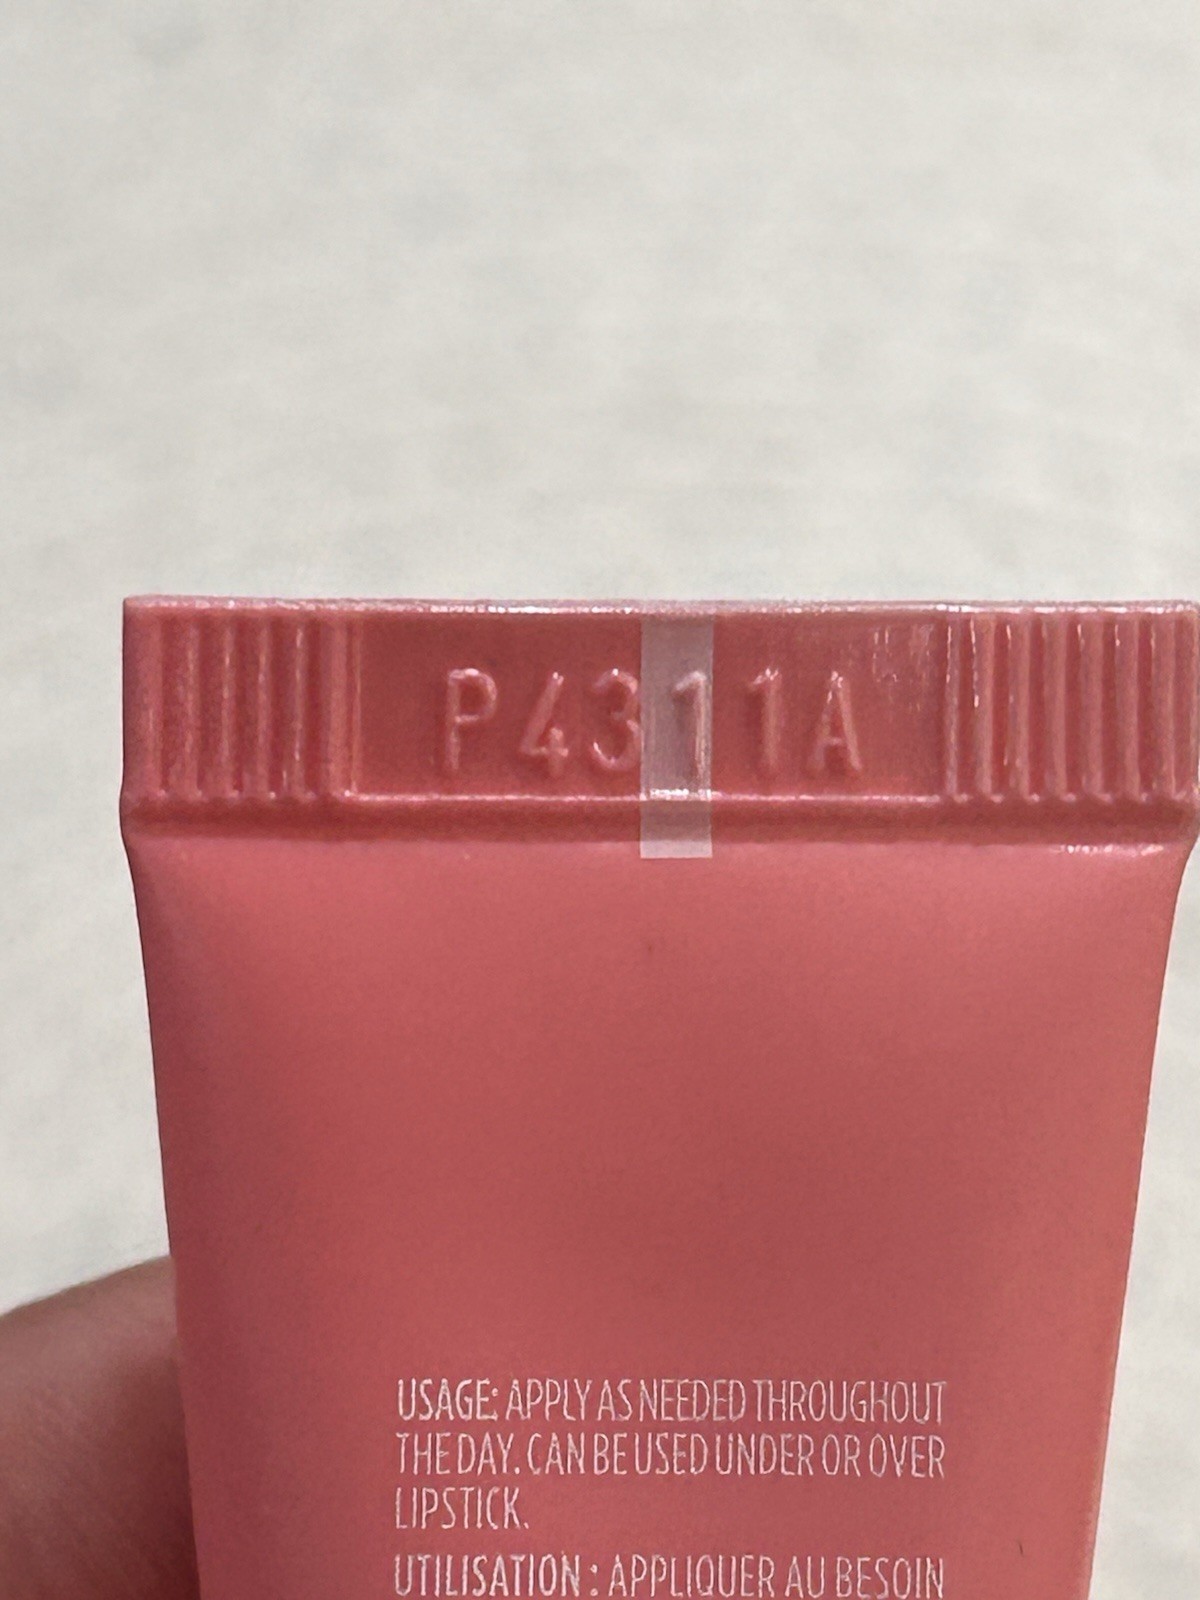 P4311A
USAGE: APPLY AS NEEDED THROUGHOUT
THE DAY. CAN BE USED UNDER OR OVER
LIPSTICK.
UTILISATION : APPLIQUER AU BESOIN